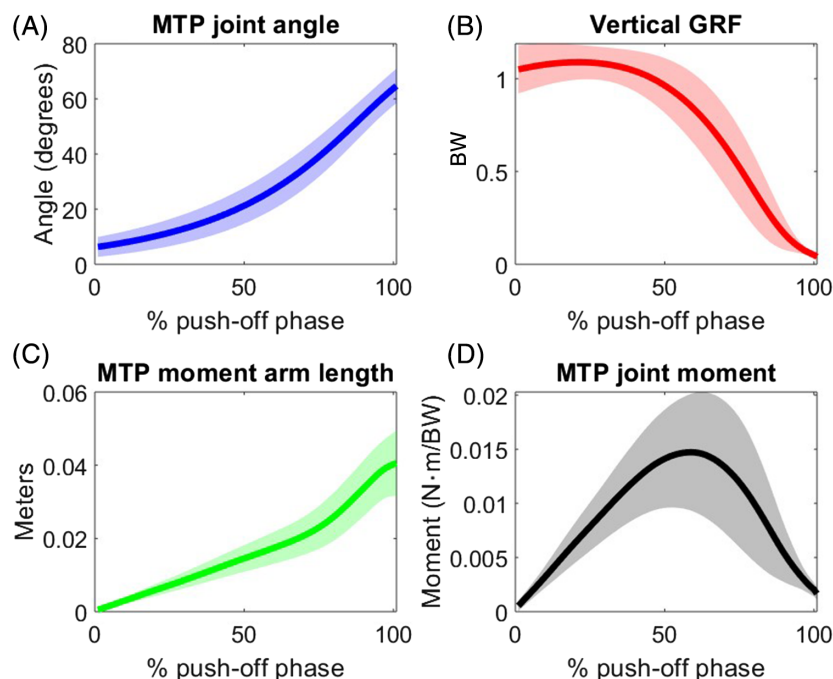 (A)
MTP joint angle
80
60
40
20
0
Angle (degrees)
0 50 100
% push-off phase
(B)
Vertical GRF
1
0.5
0
BW
0 50 100
% push-off phase
(C)
MTP moment arm length
0.06
0.04
0.02
0
Meters
0 50 100
% push-off phase
(D)
MTP joint moment
0.02
0.015
0.01
0.005
0
Moment (N·m/BW)
0 50 100
% push-off phase